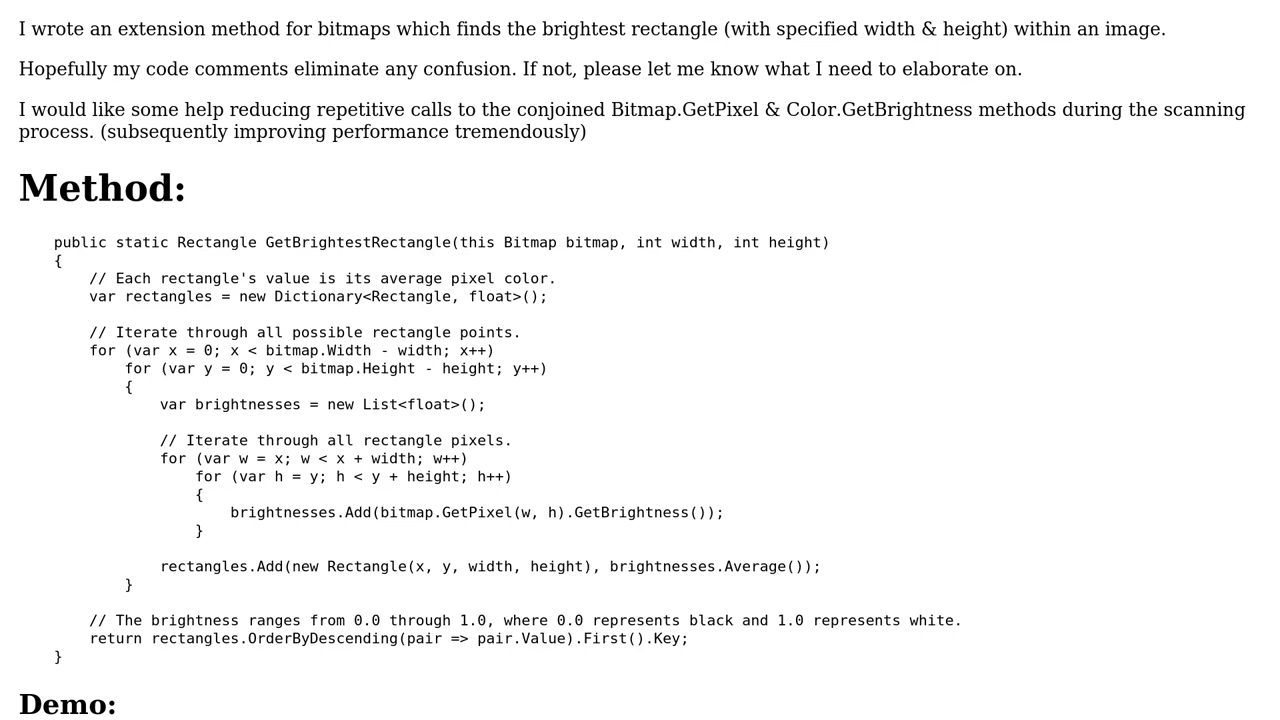 I wrote an extension method for bitmaps which finds the brightest rectangle (with specified width & height) within an image.
Hopefully my code comments eliminate any confusion. If not, please let me know what I need to elaborate on.
I would like some help reducing repetitive calls to the conjoined Bitmap.GetPixel & Color.GetBrightness methods during the scanning
process. (subsequently improving performance tremendously)
Method:
public static Rectangle GetBrightestRectangle(this Bitmap bitmap, int width, int height)
{
    // Each rectangle's value is its average pixel color.
    var rectangles = new Dictionary<Rectangle, float>();

    // Iterate through all possible rectangle points.
    for (var x = 0; x < bitmap.Width - width; x++)
        for (var y = 0; y < bitmap.Height - height; y++)
        {
            var brightnesses = new List<float>();

            // Iterate through all rectangle pixels.
            for (var w = x; w < x + width; w++)
                for (var h = y; h < y + height; h++)
                {
                    brightnesses.Add(bitmap.GetPixel(w, h).GetBrightness());
                }

            rectangles.Add(new Rectangle(x, y, width, height), brightnesses.Average());
        }

    // The brightness ranges from 0.0 through 1.0, where 0.0 represents black and 1.0 represents white.
    return rectangles.OrderByDescending(pair => pair.Value).First().Key;
}
Demo: